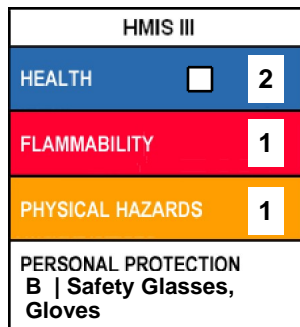 HMIS III
HEALTH 2
FLAMMABILITY 1
PHYSICAL HAZARDS 1
PERSONAL PROTECTION
B | Safety Glasses,
Gloves